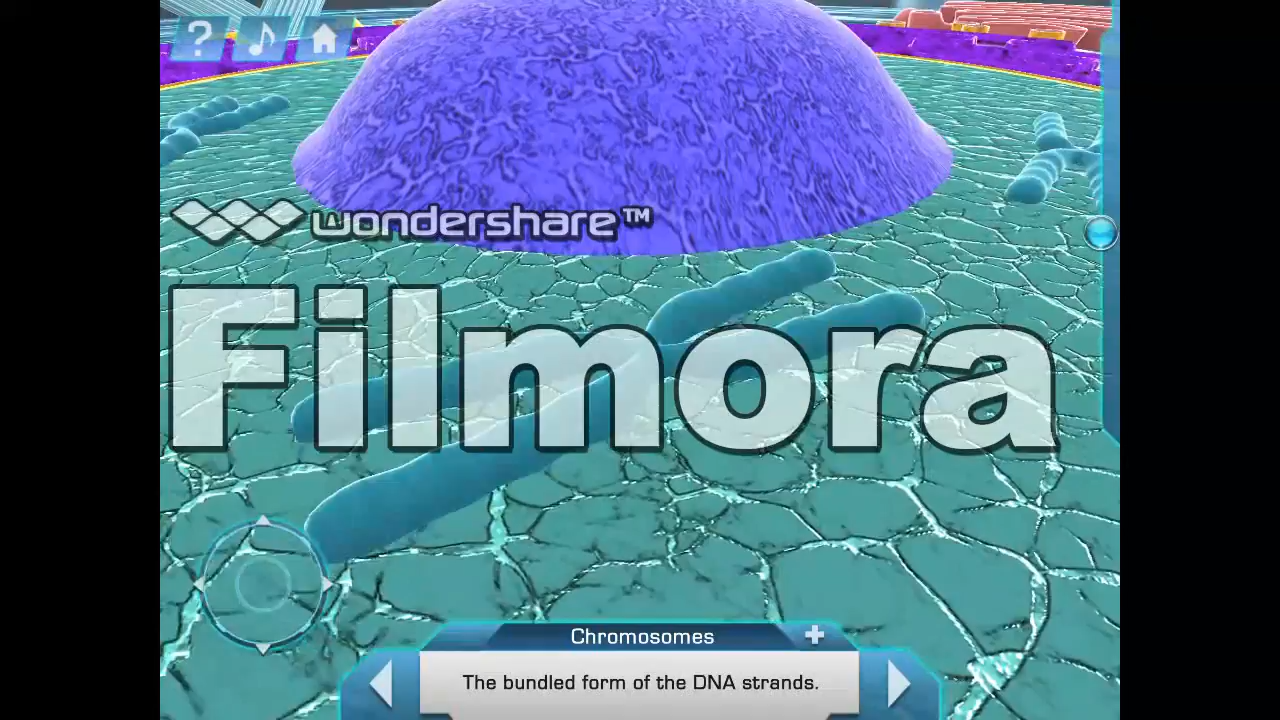 ?
wondershare™
Filmora
Chromosomes +
The bundled form of the DNA strands.